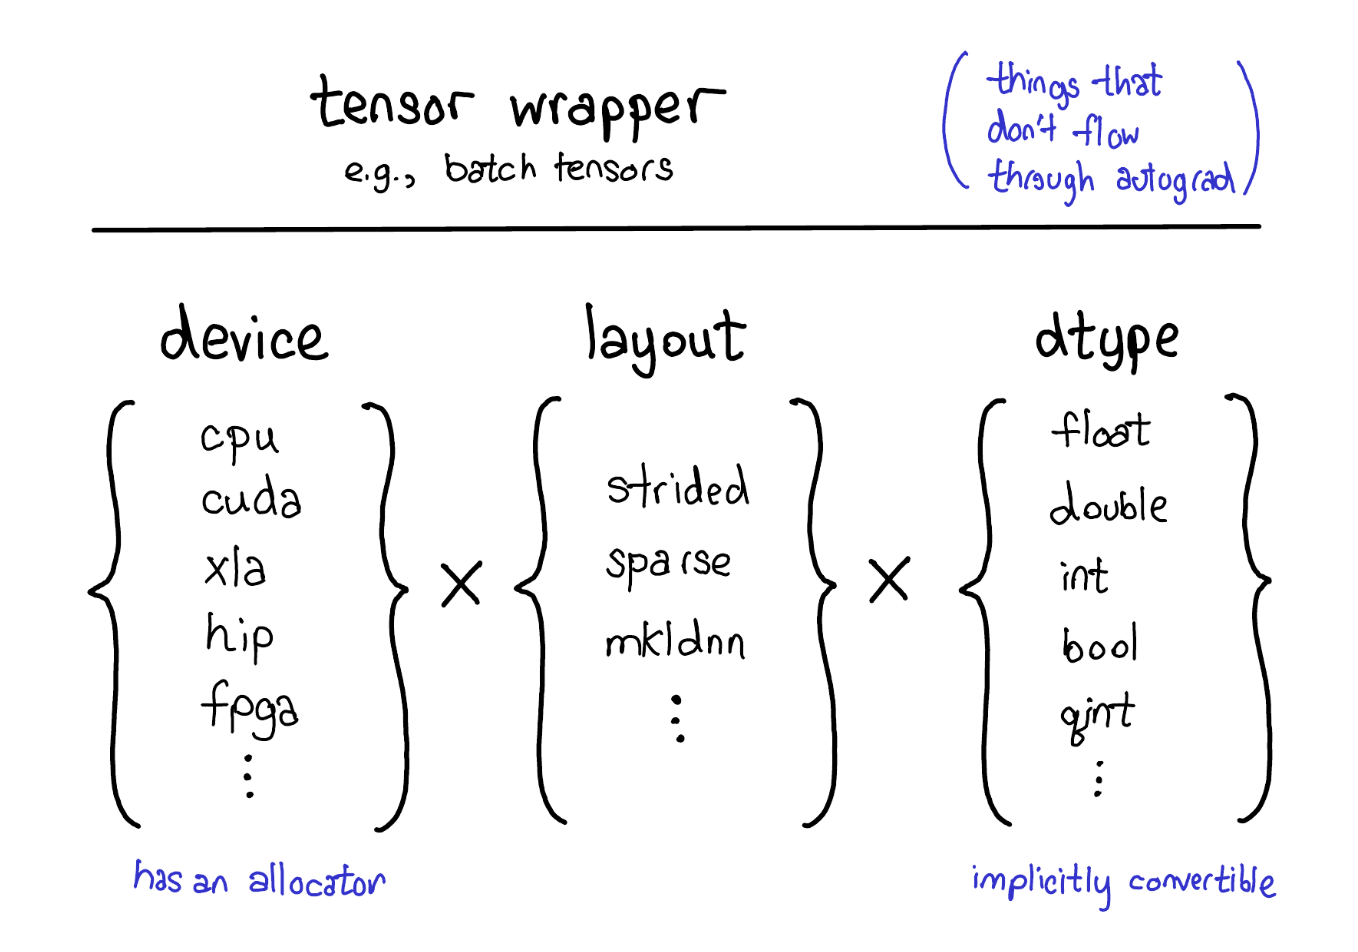 tensor wrapper
e.g., batch tensors
things that
don't flow
through autograd
device
cpu
cuda
xla
hip
fpga
⋮
has an allocator
×
layout
strided
sparse
mkldnn
⋮
×
dtype
float
double
int
bool
qint
⋮
implicitly convertible